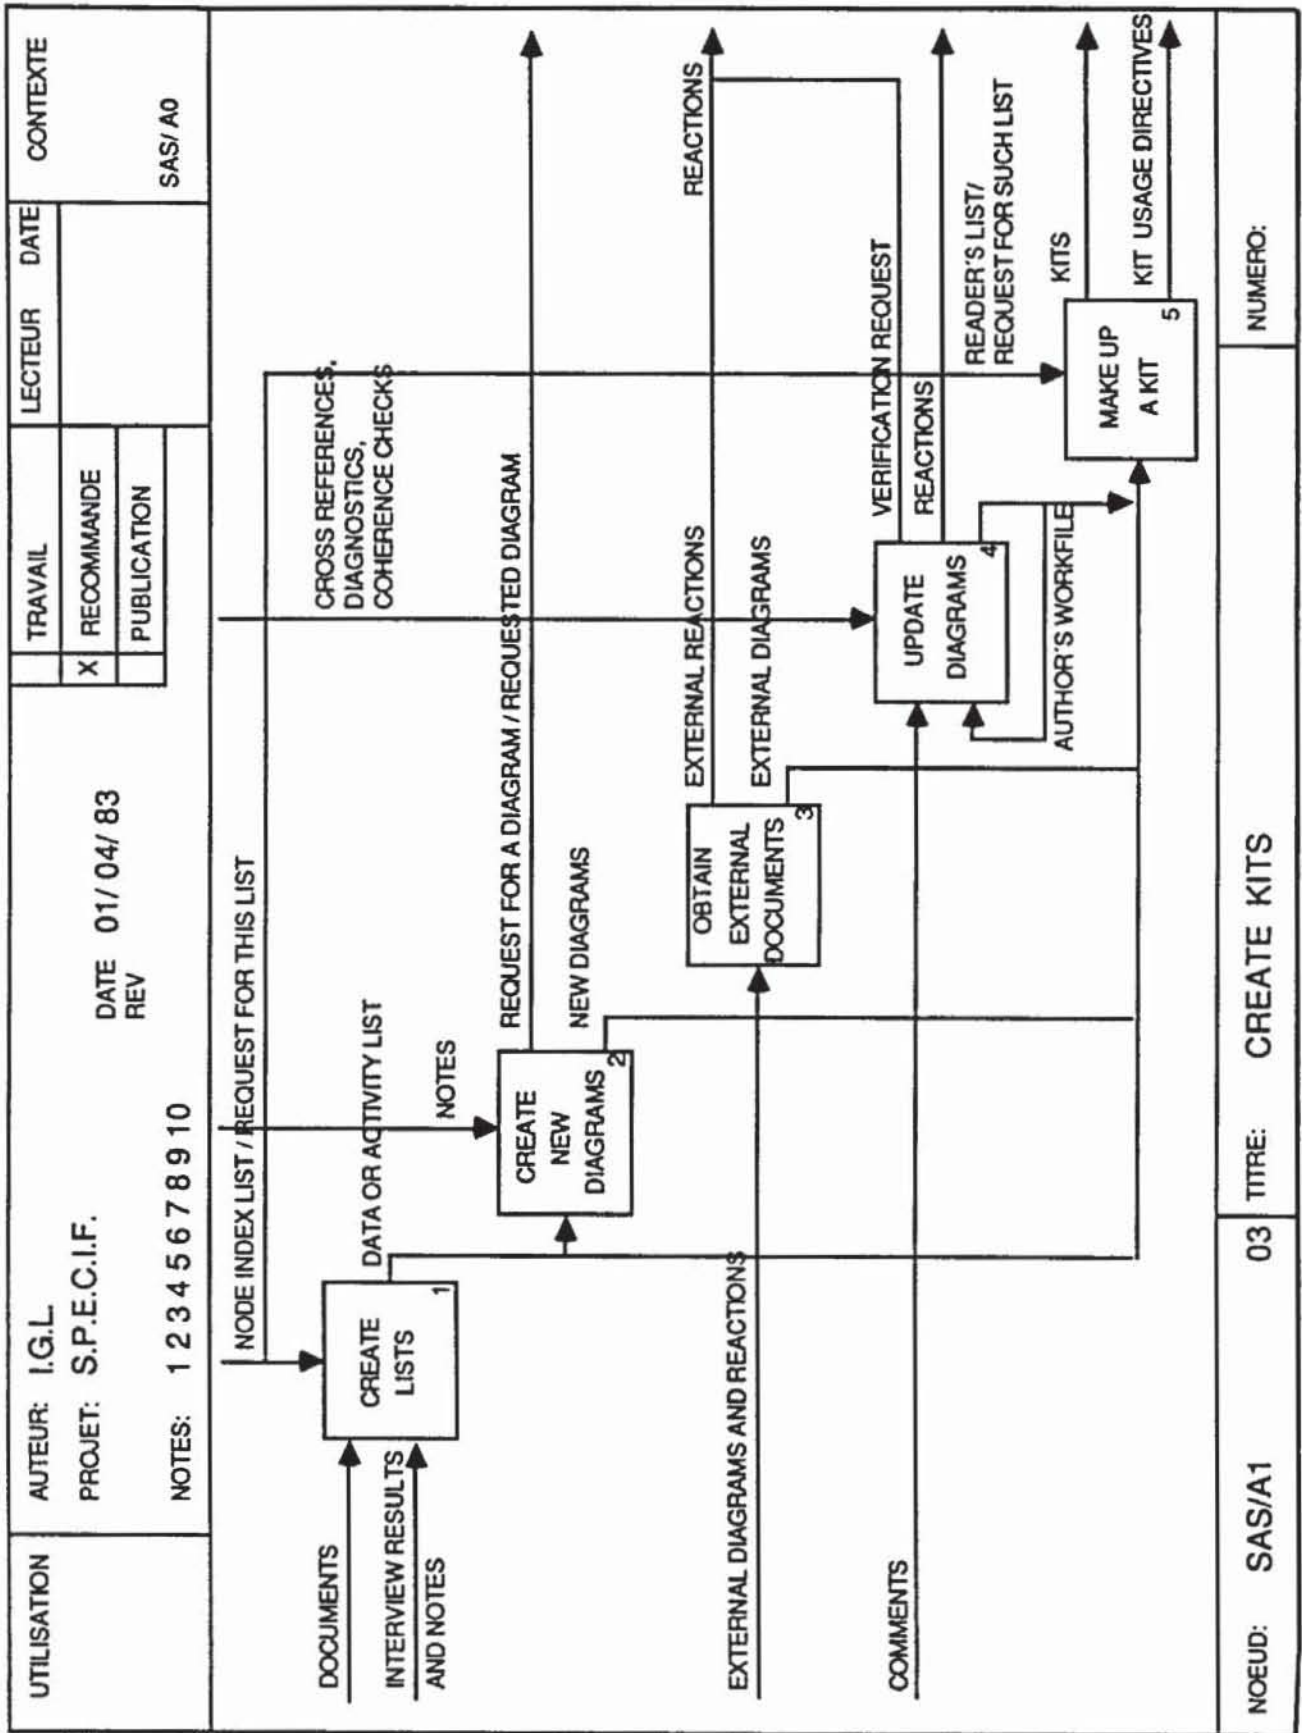 UTILISATION
AUTEUR: I.G.L.
PROJET: S.P.E.C.I.F.
NOTES: 1 2 3 4 5 6 7 8 9 10
DATE 01/04/83
REV
TRAVAIL
X RECOMMANDE
PUBLICATION
LECTEUR DATE
CONTEXTE
SAS/A0
NODE INDEX LIST / REQUEST FOR THIS LIST
DOCUMENTS
INTERVIEW RESULTS
AND NOTES
CREATE
LISTS
1
DATA OR ACTIVITY LIST
NOTES
CREATE
NEW
DIAGRAMS
2
CROSS REFERENCES,
DIAGNOSTICS,
COHERENCE CHECKS
REQUEST FOR A DIAGRAM / REQUESTED DIAGRAM
NEW DIAGRAMS
EXTERNAL DIAGRAMS AND REACTIONS
OBTAIN
EXTERNAL
DOCUMENTS
3
EXTERNAL REACTIONS
EXTERNAL DIAGRAMS
REACTIONS
COMMENTS
UPDATE
DIAGRAMS
4
VERIFICATION REQUEST
REACTIONS
READER'S LIST/
REQUEST FOR SUCH LIST
AUTHOR'S WORKFILE
MAKE UP
A KIT
5
KITS
KIT USAGE DIRECTIVES
NOEUD: SAS/A1 03
TITRE: CREATE KITS
NUMERO: